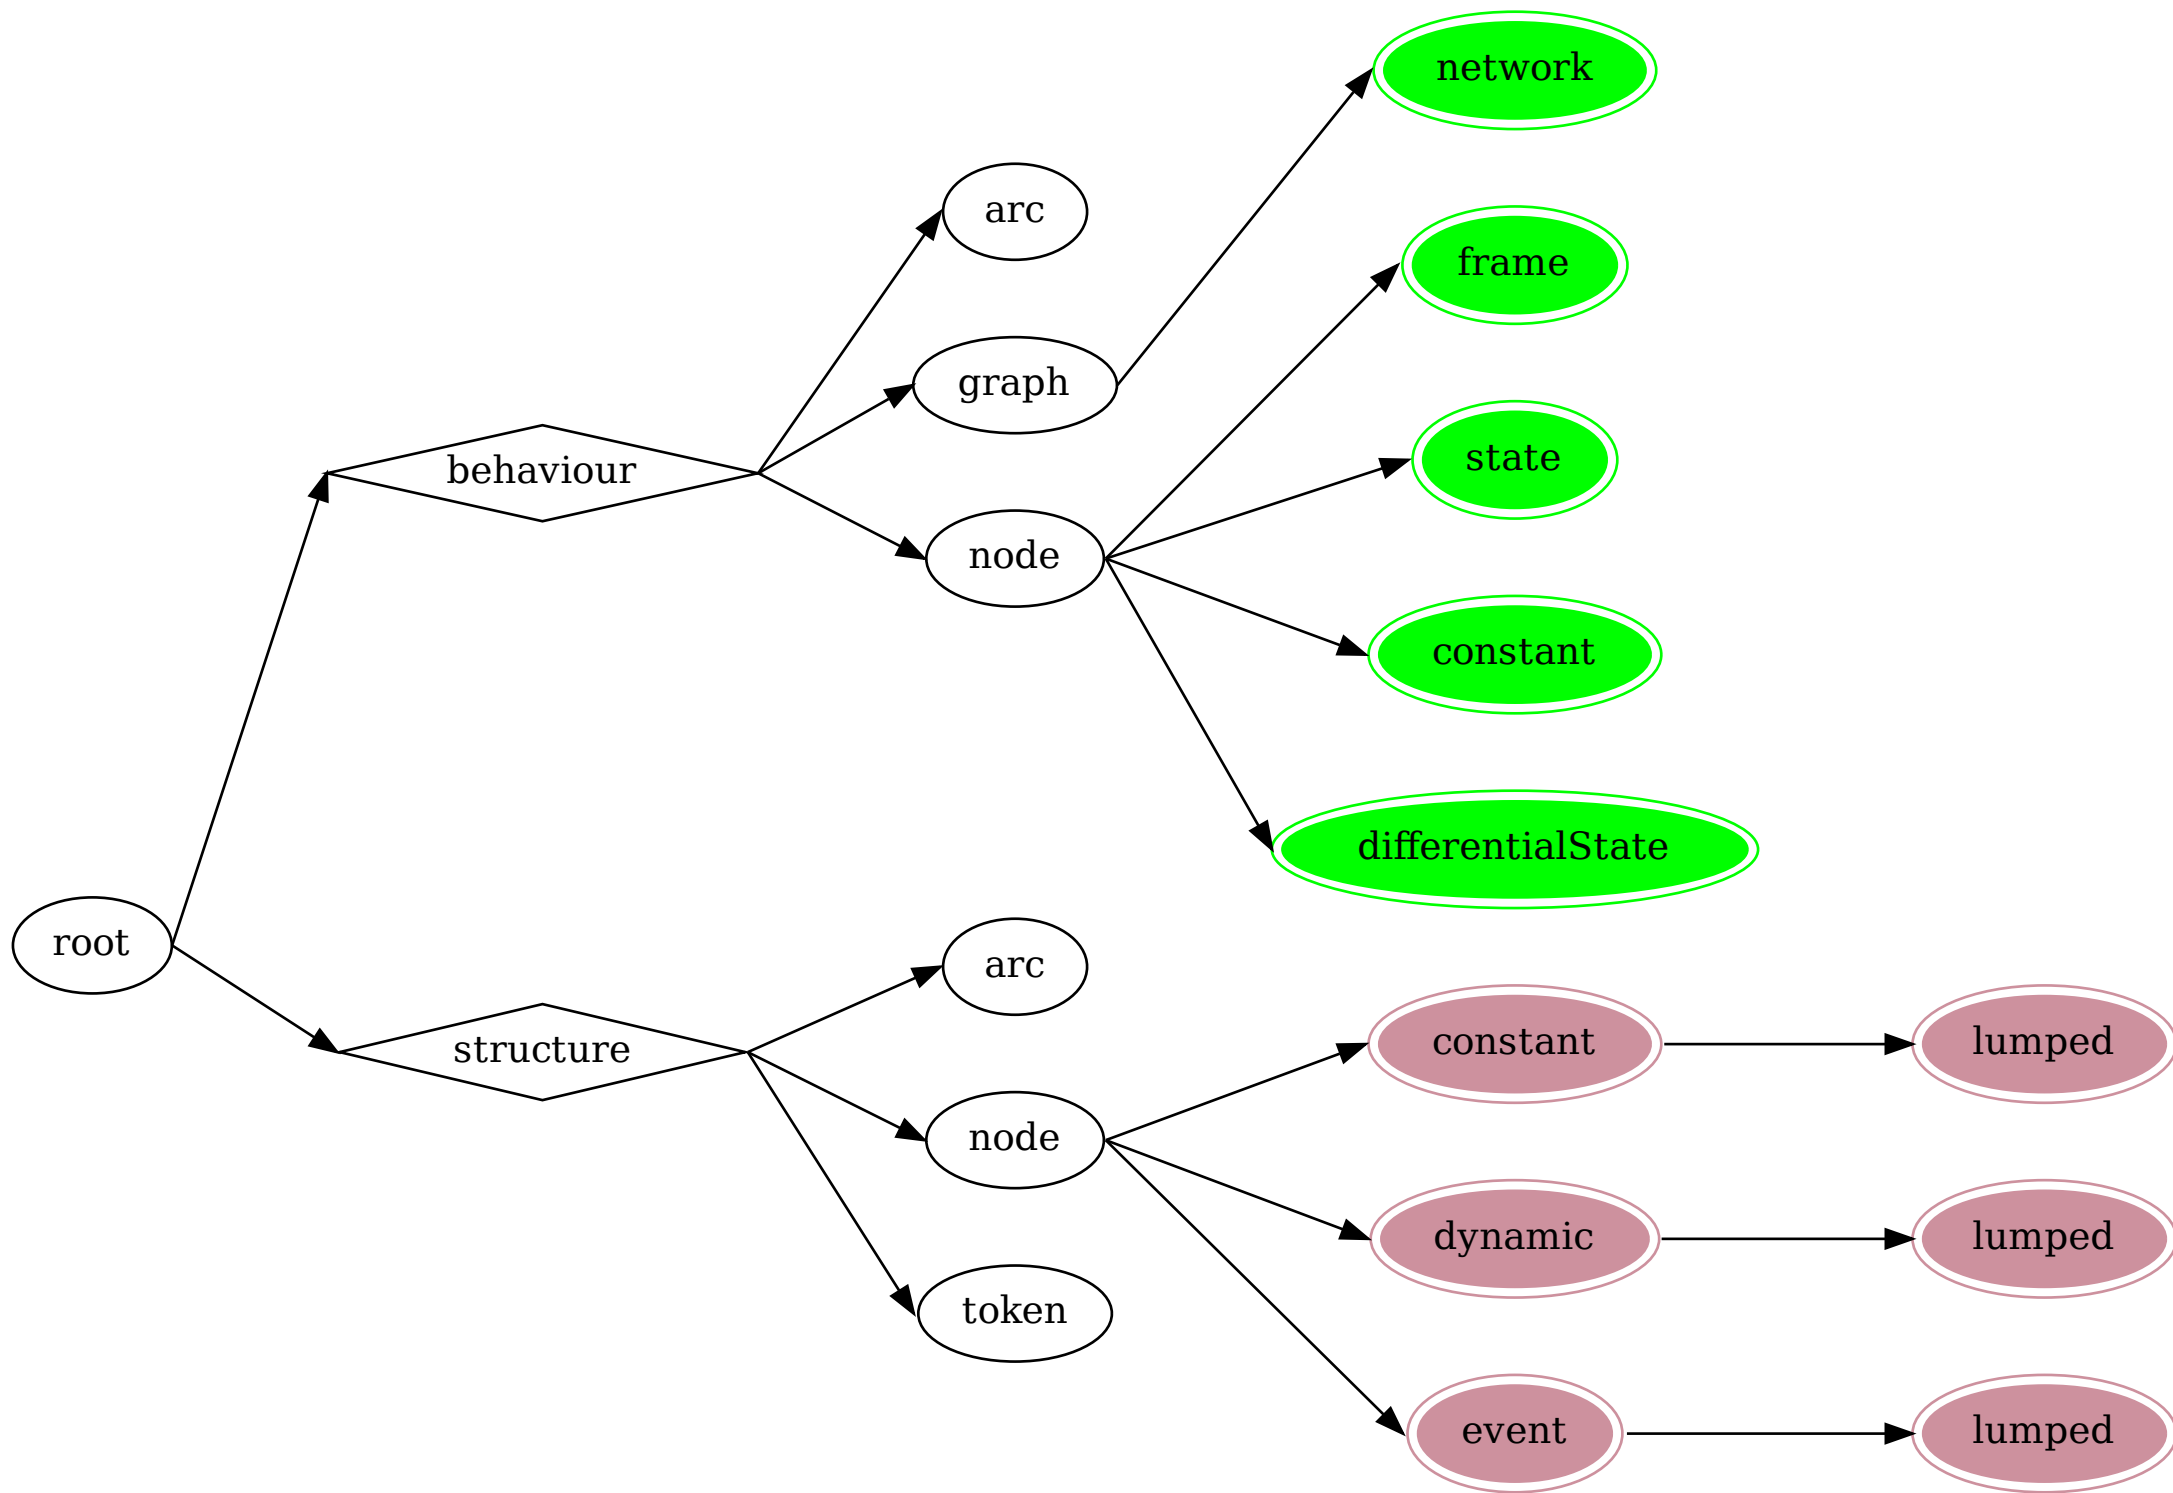 network
arc
frame
graph
behaviour
state
node
constant
differentialState
root
arc
structure
constant
lumped
node
dynamic
lumped
token
event
lumped